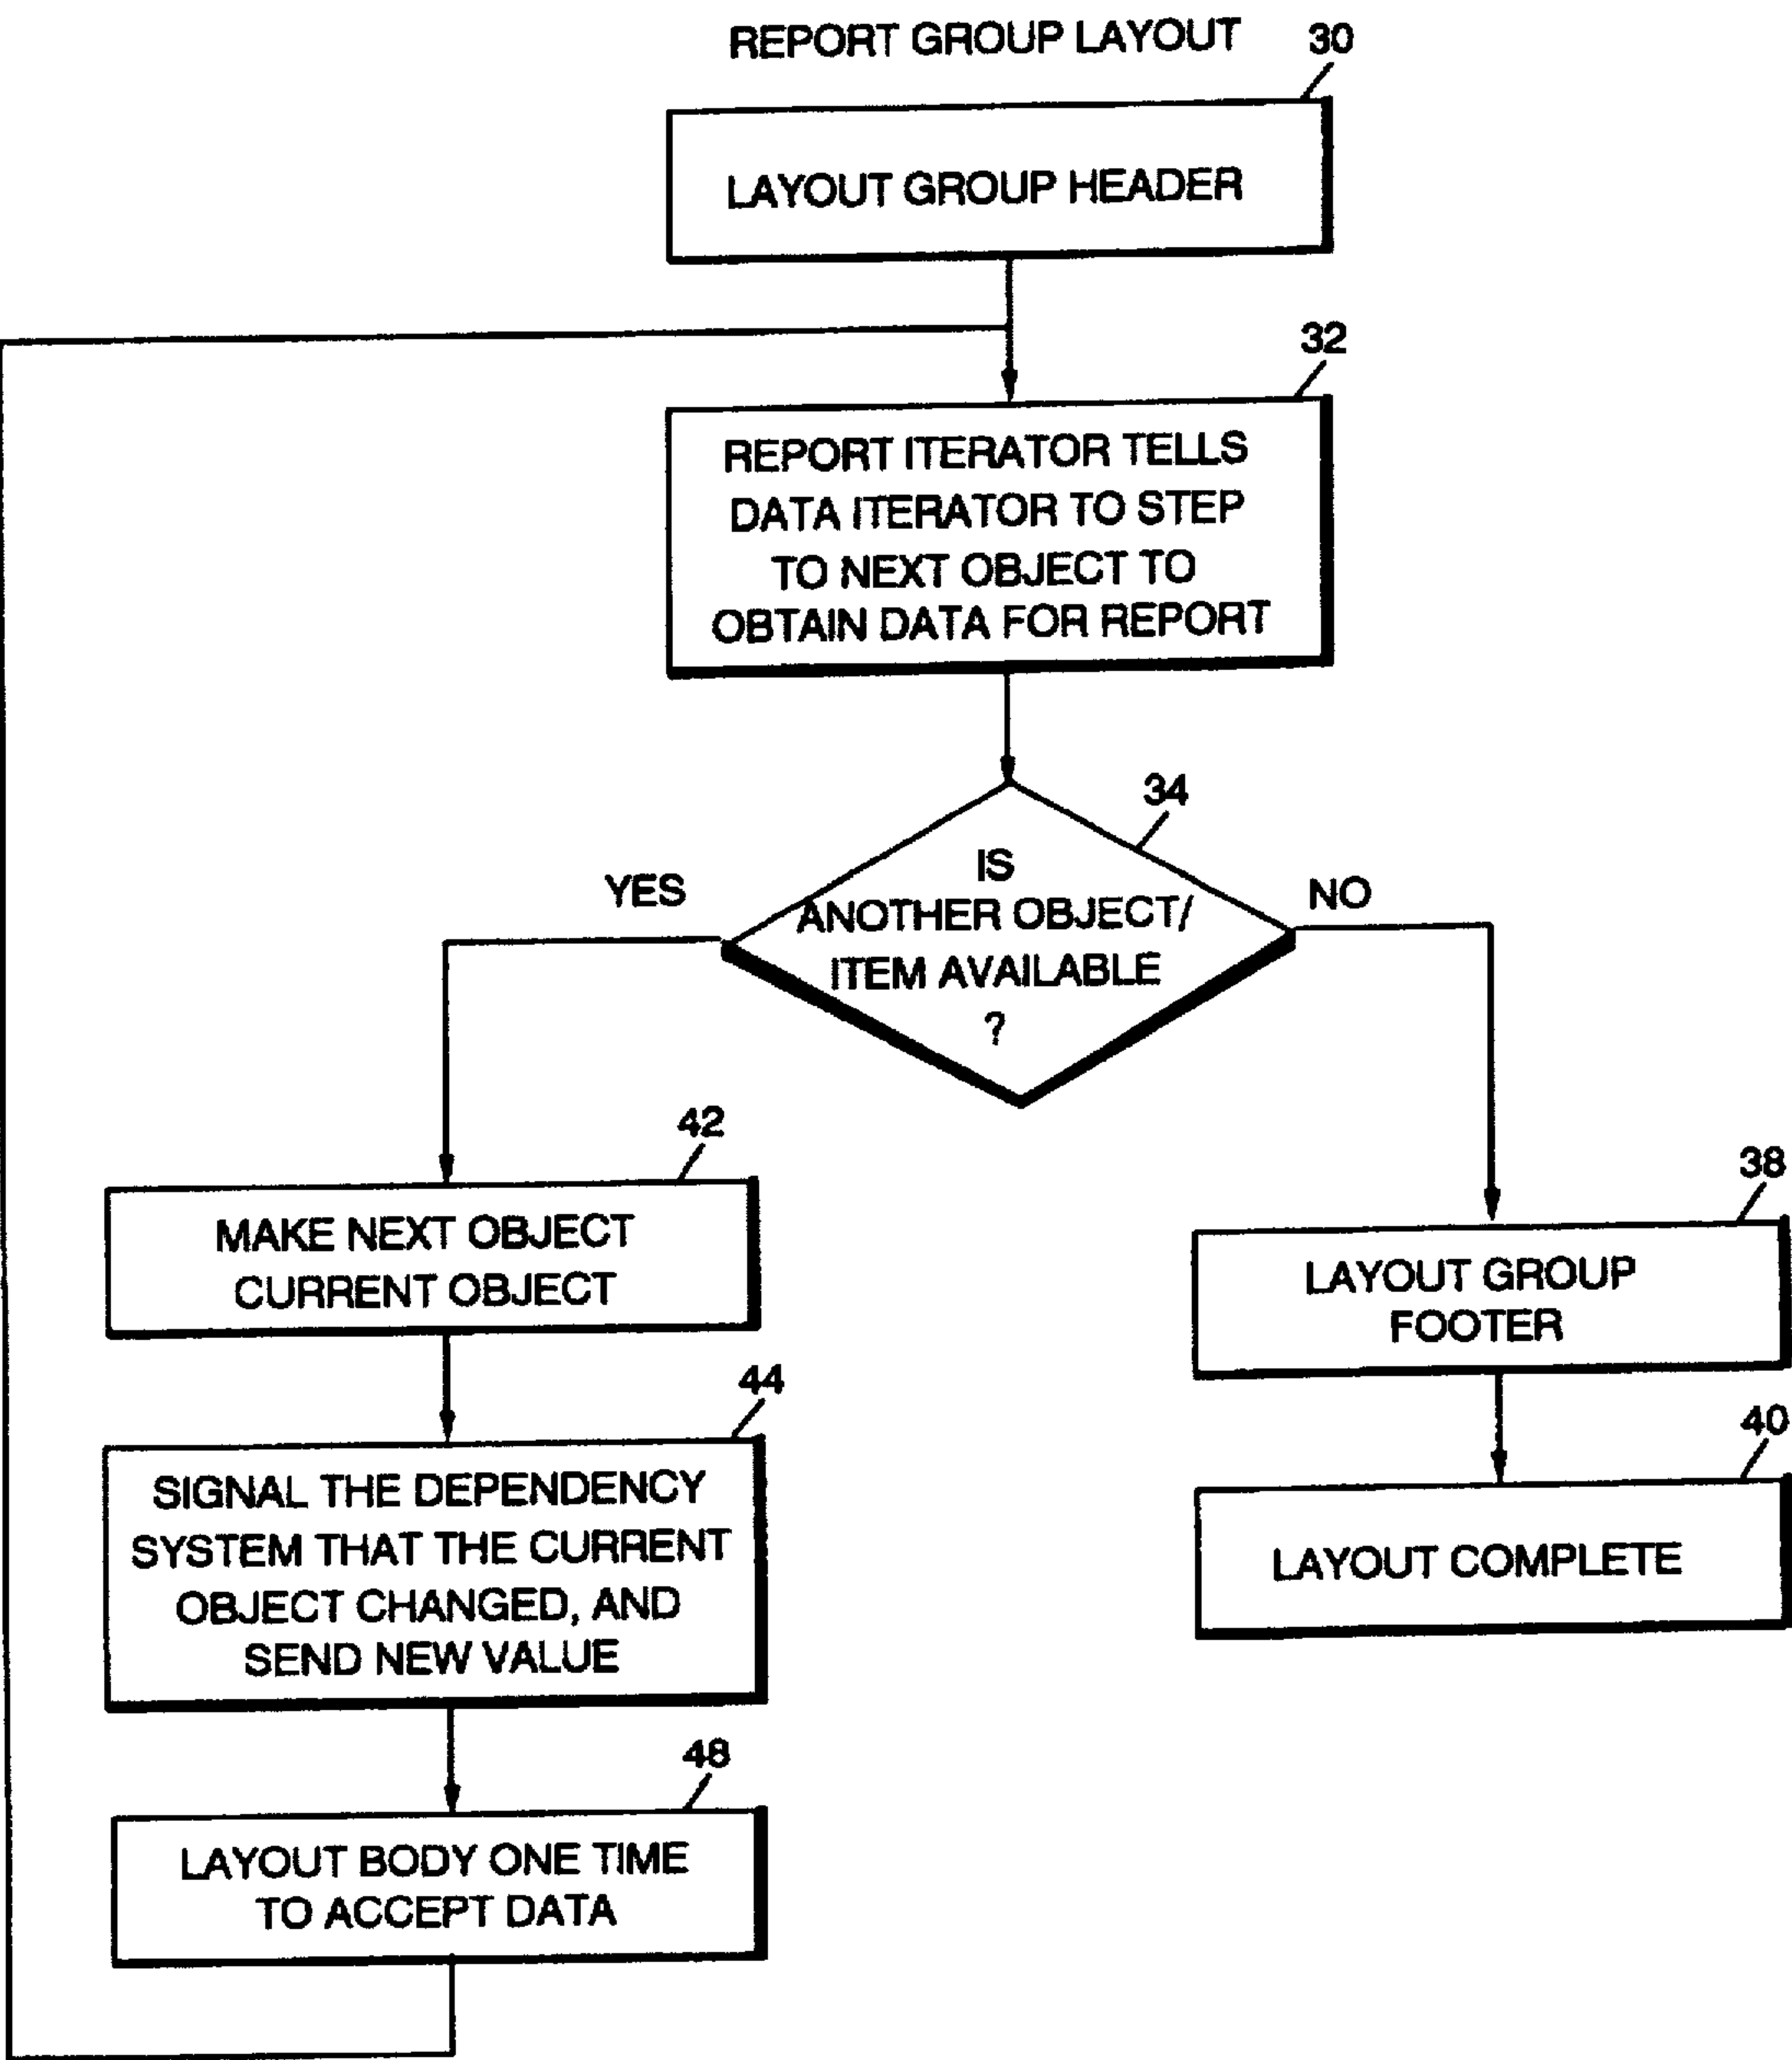 REPORT GROUP LAYOUT
30
LAYOUT GROUP HEADER
32
REPORT ITERATOR TELLS
DATA ITERATOR TO STEP
TO NEXT OBJECT TO
OBTAIN DATA FOR REPORT
34
IS
ANOTHER OBJECT/
ITEM AVAILABLE
?
YES
NO
42
MAKE NEXT OBJECT
CURRENT OBJECT
44
SIGNAL THE DEPENDENCY
SYSTEM THAT THE CURRENT
OBJECT CHANGED, AND
SEND NEW VALUE
48
LAYOUT BODY ONE TIME
TO ACCEPT DATA
38
LAYOUT GROUP
FOOTER
40
LAYOUT COMPLETE